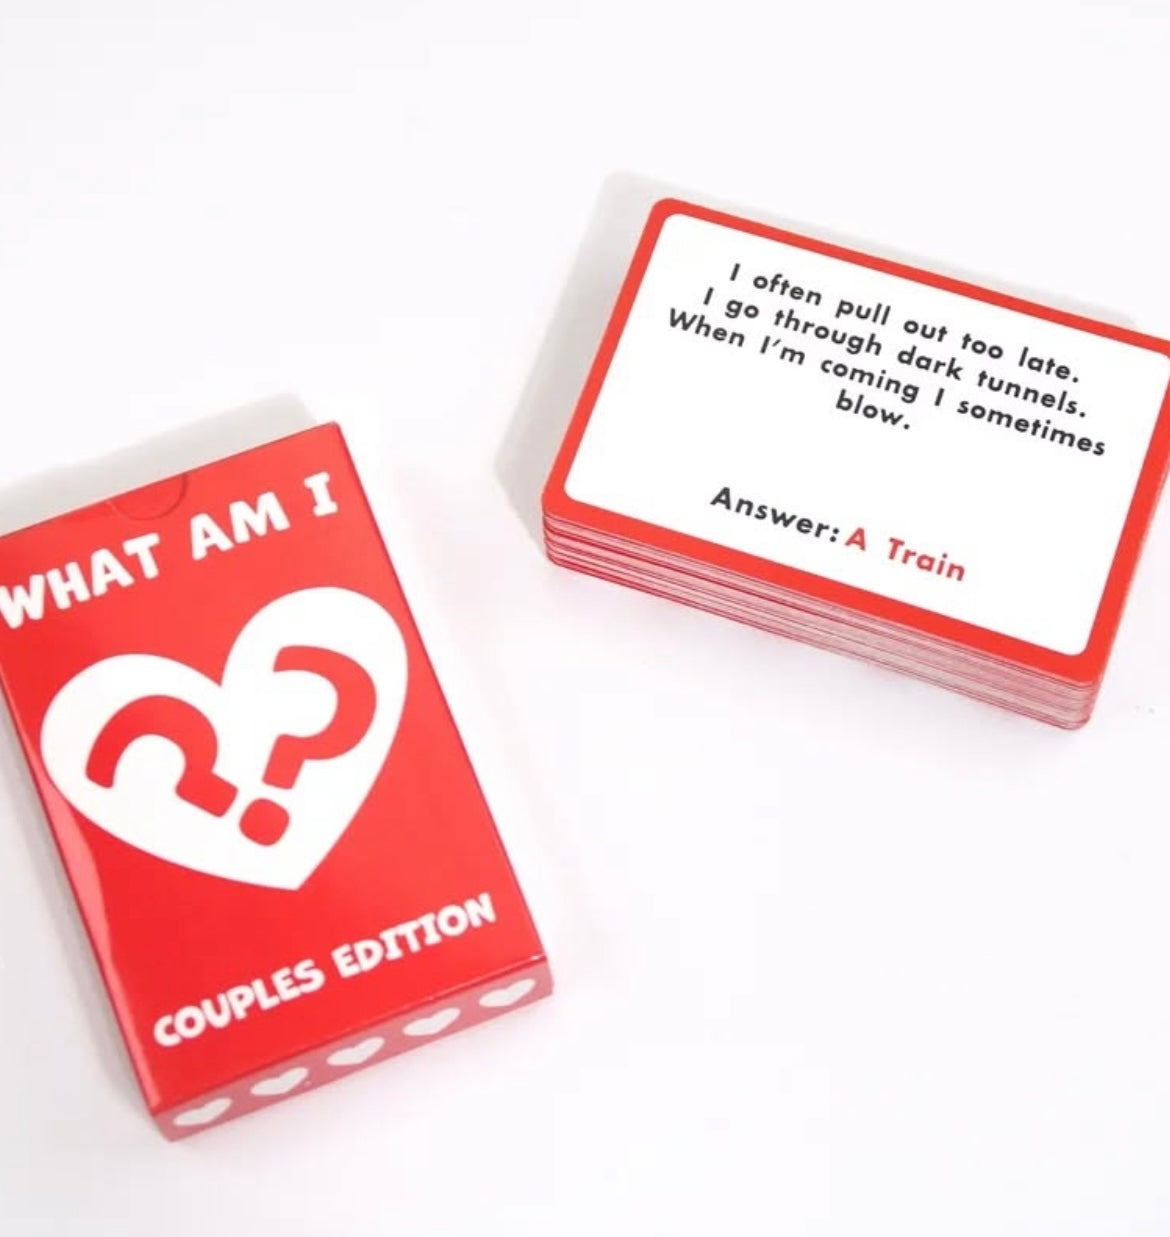 WHAT AM I
??
COUPLES EDITION
I often pull out too late.
I go through dark tunnels.
When I'm coming I sometimes
blow.
Answer: A Train